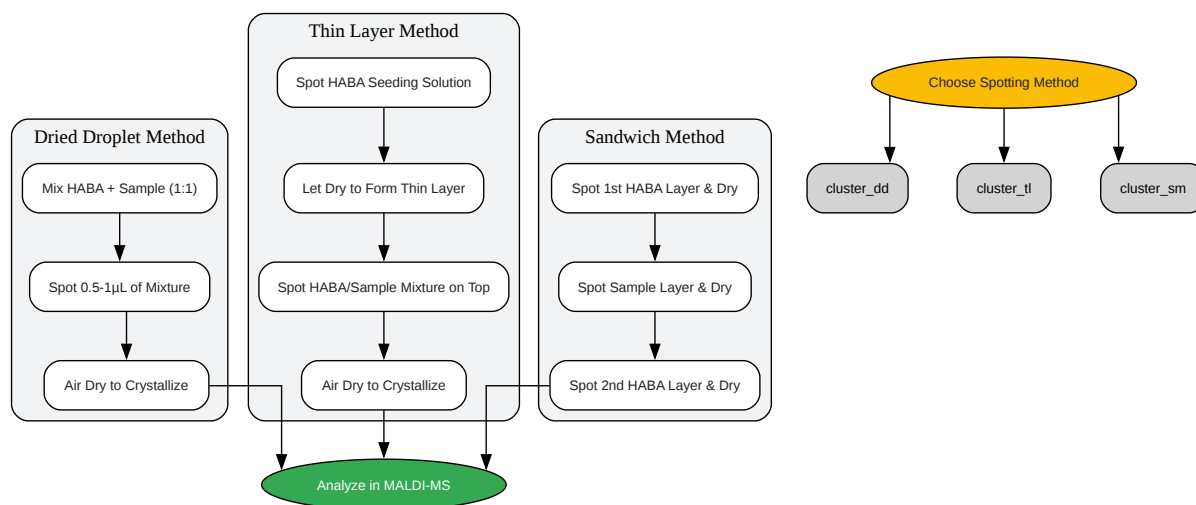 Thin Layer Method
Spot HABA Seeding Solution
Let Dry to Form Thin Layer
Spot HABA/Sample Mixture on Top
Air Dry to Crystallize
Dried Droplet Method
Mix HABA + Sample (1:1)
Spot 0.5-1µL of Mixture
Air Dry to Crystallize
Sandwich Method
Spot 1st HABA Layer & Dry
Spot Sample Layer & Dry
Spot 2nd HABA Layer & Dry
Analyze in MALDI-MS
Choose Spotting Method
cluster_dd
cluster_tl
cluster_sm